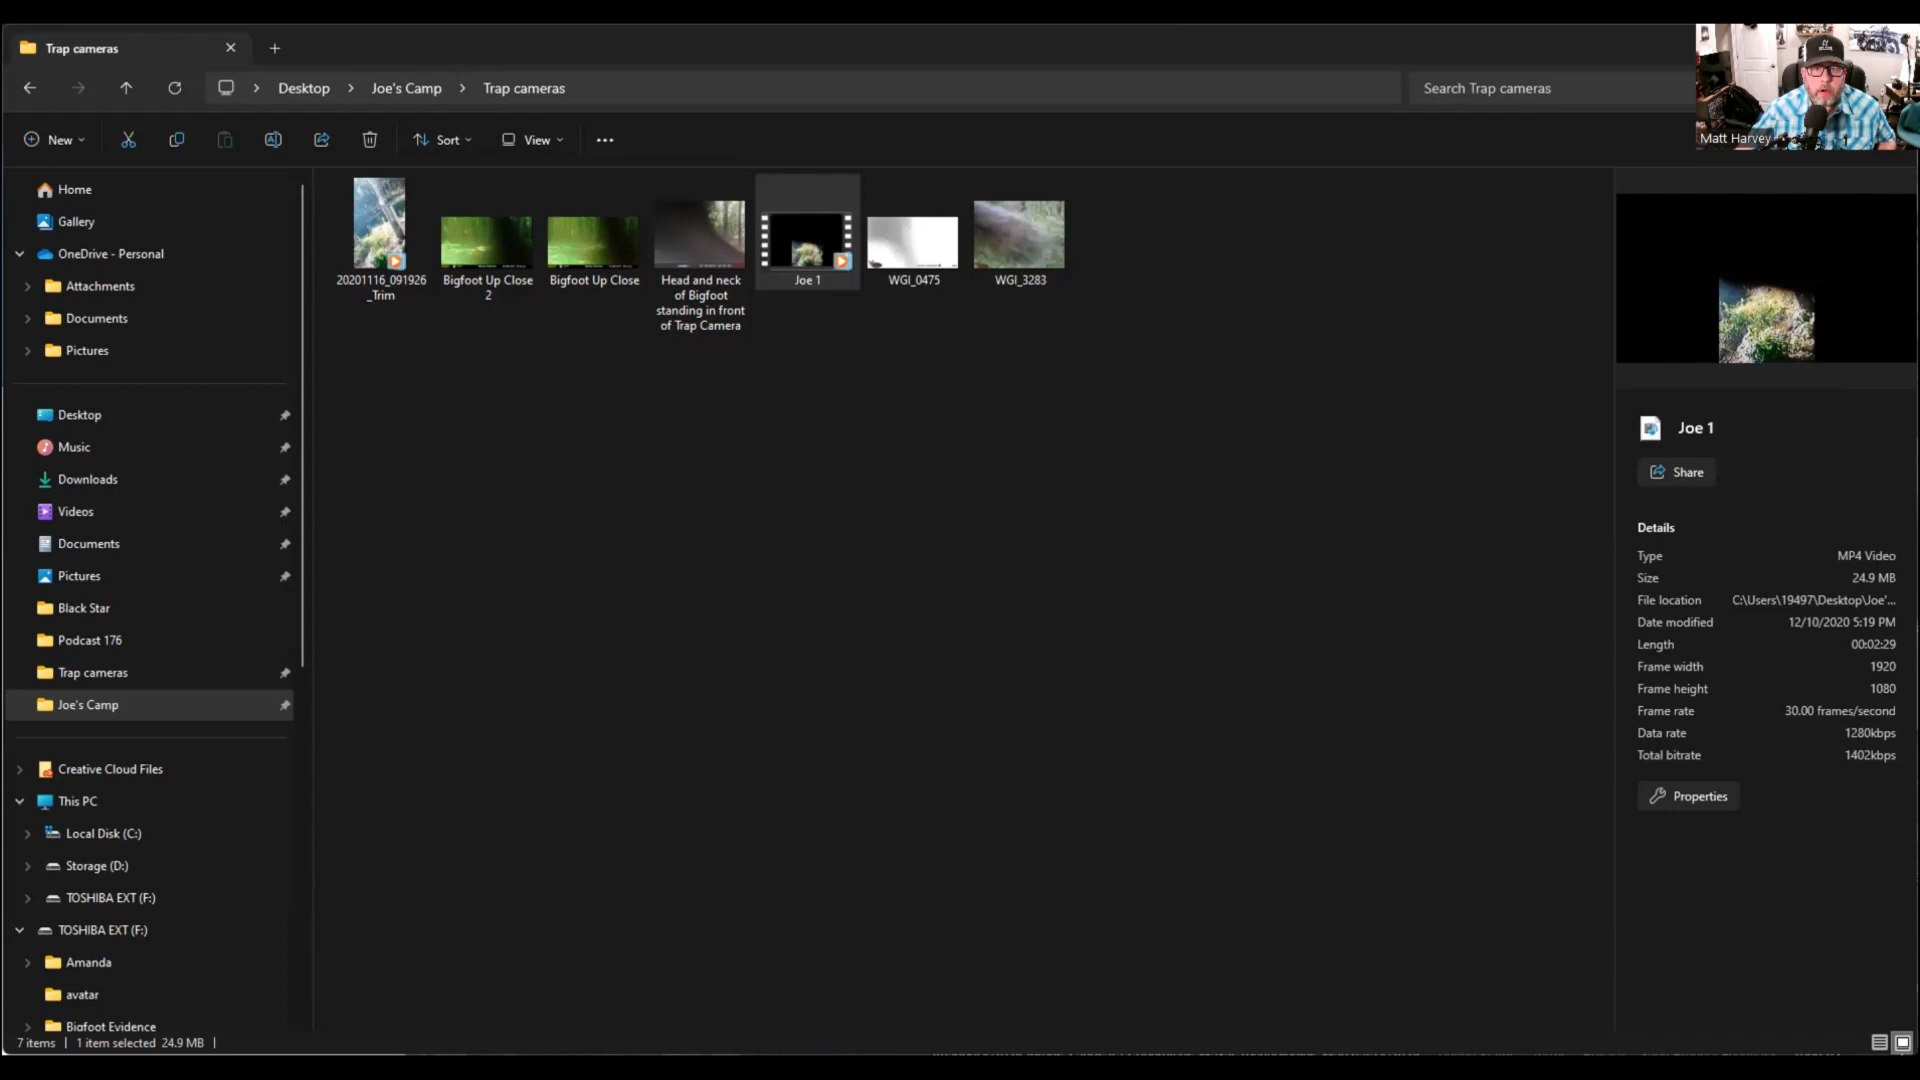 Trap cameras
Desktop
Joe's Camp
Trap cameras
Search Trap cameras
Matt Harvey
New
Sort
View
Home
Gallery
OneDrive - Personal
Attachments
Documents
Pictures
Desktop
Music
Downloads
Videos
Documents
Pictures
Black Star
Podcast 176
Trap cameras
Joe's Camp
Creative Cloud Files
This PC
Local Disk (C:)
Storage (D:)
TOSHIBA EXT (F:)
TOSHIBA EXT (F:)
Amanda
avatar
Bigfoot Evidence
20201116_091926
_Trim
Bigfoot Up Close
2
Bigfoot Up Close
Head and neck
of Bigfoot
standing in front
of Trap Camera
Joe 1
WGI_0475
WGI_3283
Joe 1
Share
Details
Type MP4 Video
Size 24.9 MB
File location C:\Users\19497\Desktop\Joe'...
Date modified 12/10/2020 5:19 PM
Length 00:02:29
Frame width 1920
Frame height 1080
Frame rate 30.00 frames/second
Data rate 1280kbps
Total bitrate 1402kbps
Properties
7 items 1 item selected 24.9 MB